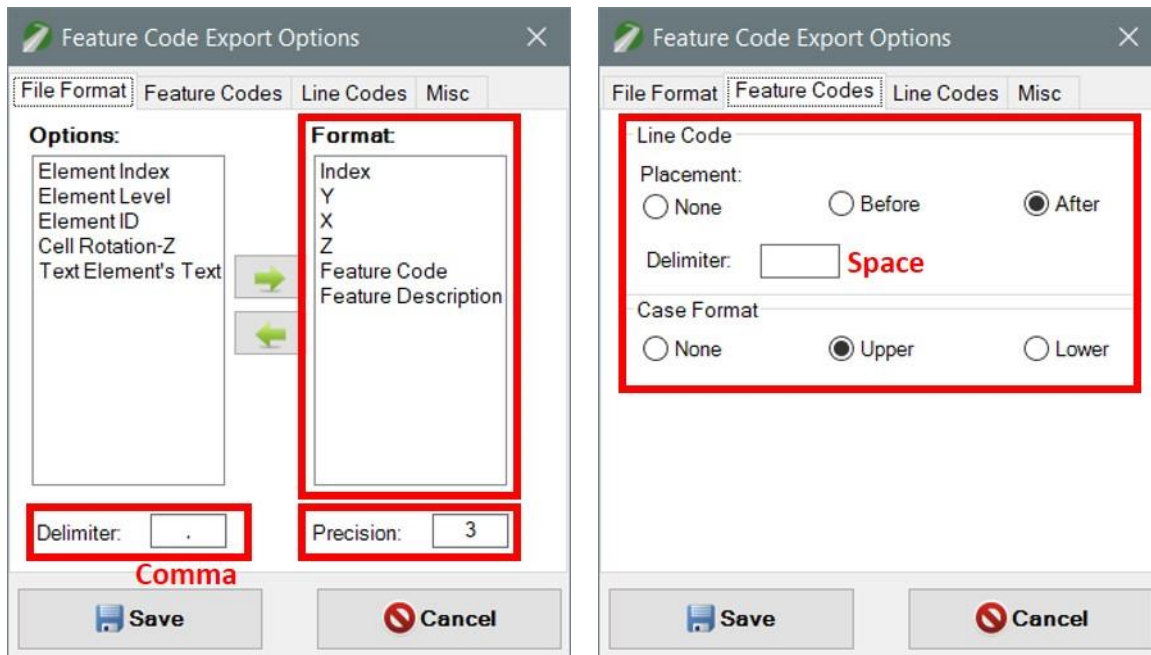 Feature Code Export Options
File Format Feature Codes Line Codes Misc
Options:
Element Index
Element Level
Element ID
Cell Rotation-Z
Text Element's Text
Format:
Index
Y
X
Z
Feature Code
Feature Description
Delimiter: ,
Comma
Precision: 3
Save Cancel
Feature Code Export Options
File Format Feature Codes Line Codes Misc
Line Code
Placement:
None Before After
Delimiter: Space
Case Format
None Upper Lower
Save Cancel